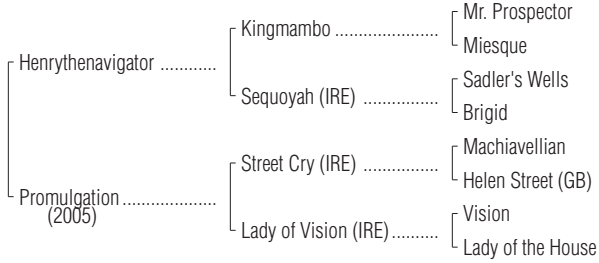 Mr. Prospector
Kingmambo ....................
Miesque
Henrythenavigator ............
Sadler's Wells
Sequoyah (IRE) ................
Brigid
Machiavellian
Street Cry (IRE) ................
Helen Street (GB)
Promulgation ....................
(2005)
Vision
Lady of Vision (IRE) ..........
Lady of the House